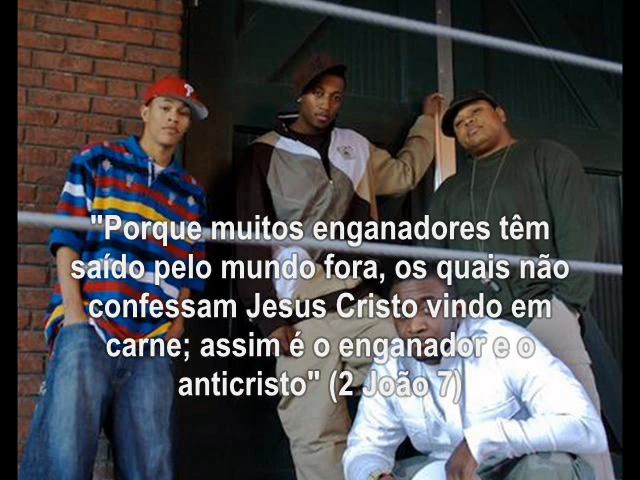 "Porque muitos enganadores têm
saído pelo mundo fora, os quais não
confessam Jesus Cristo vindo em
carne; assim é o enganador e o
anticristo" (2 João 7)